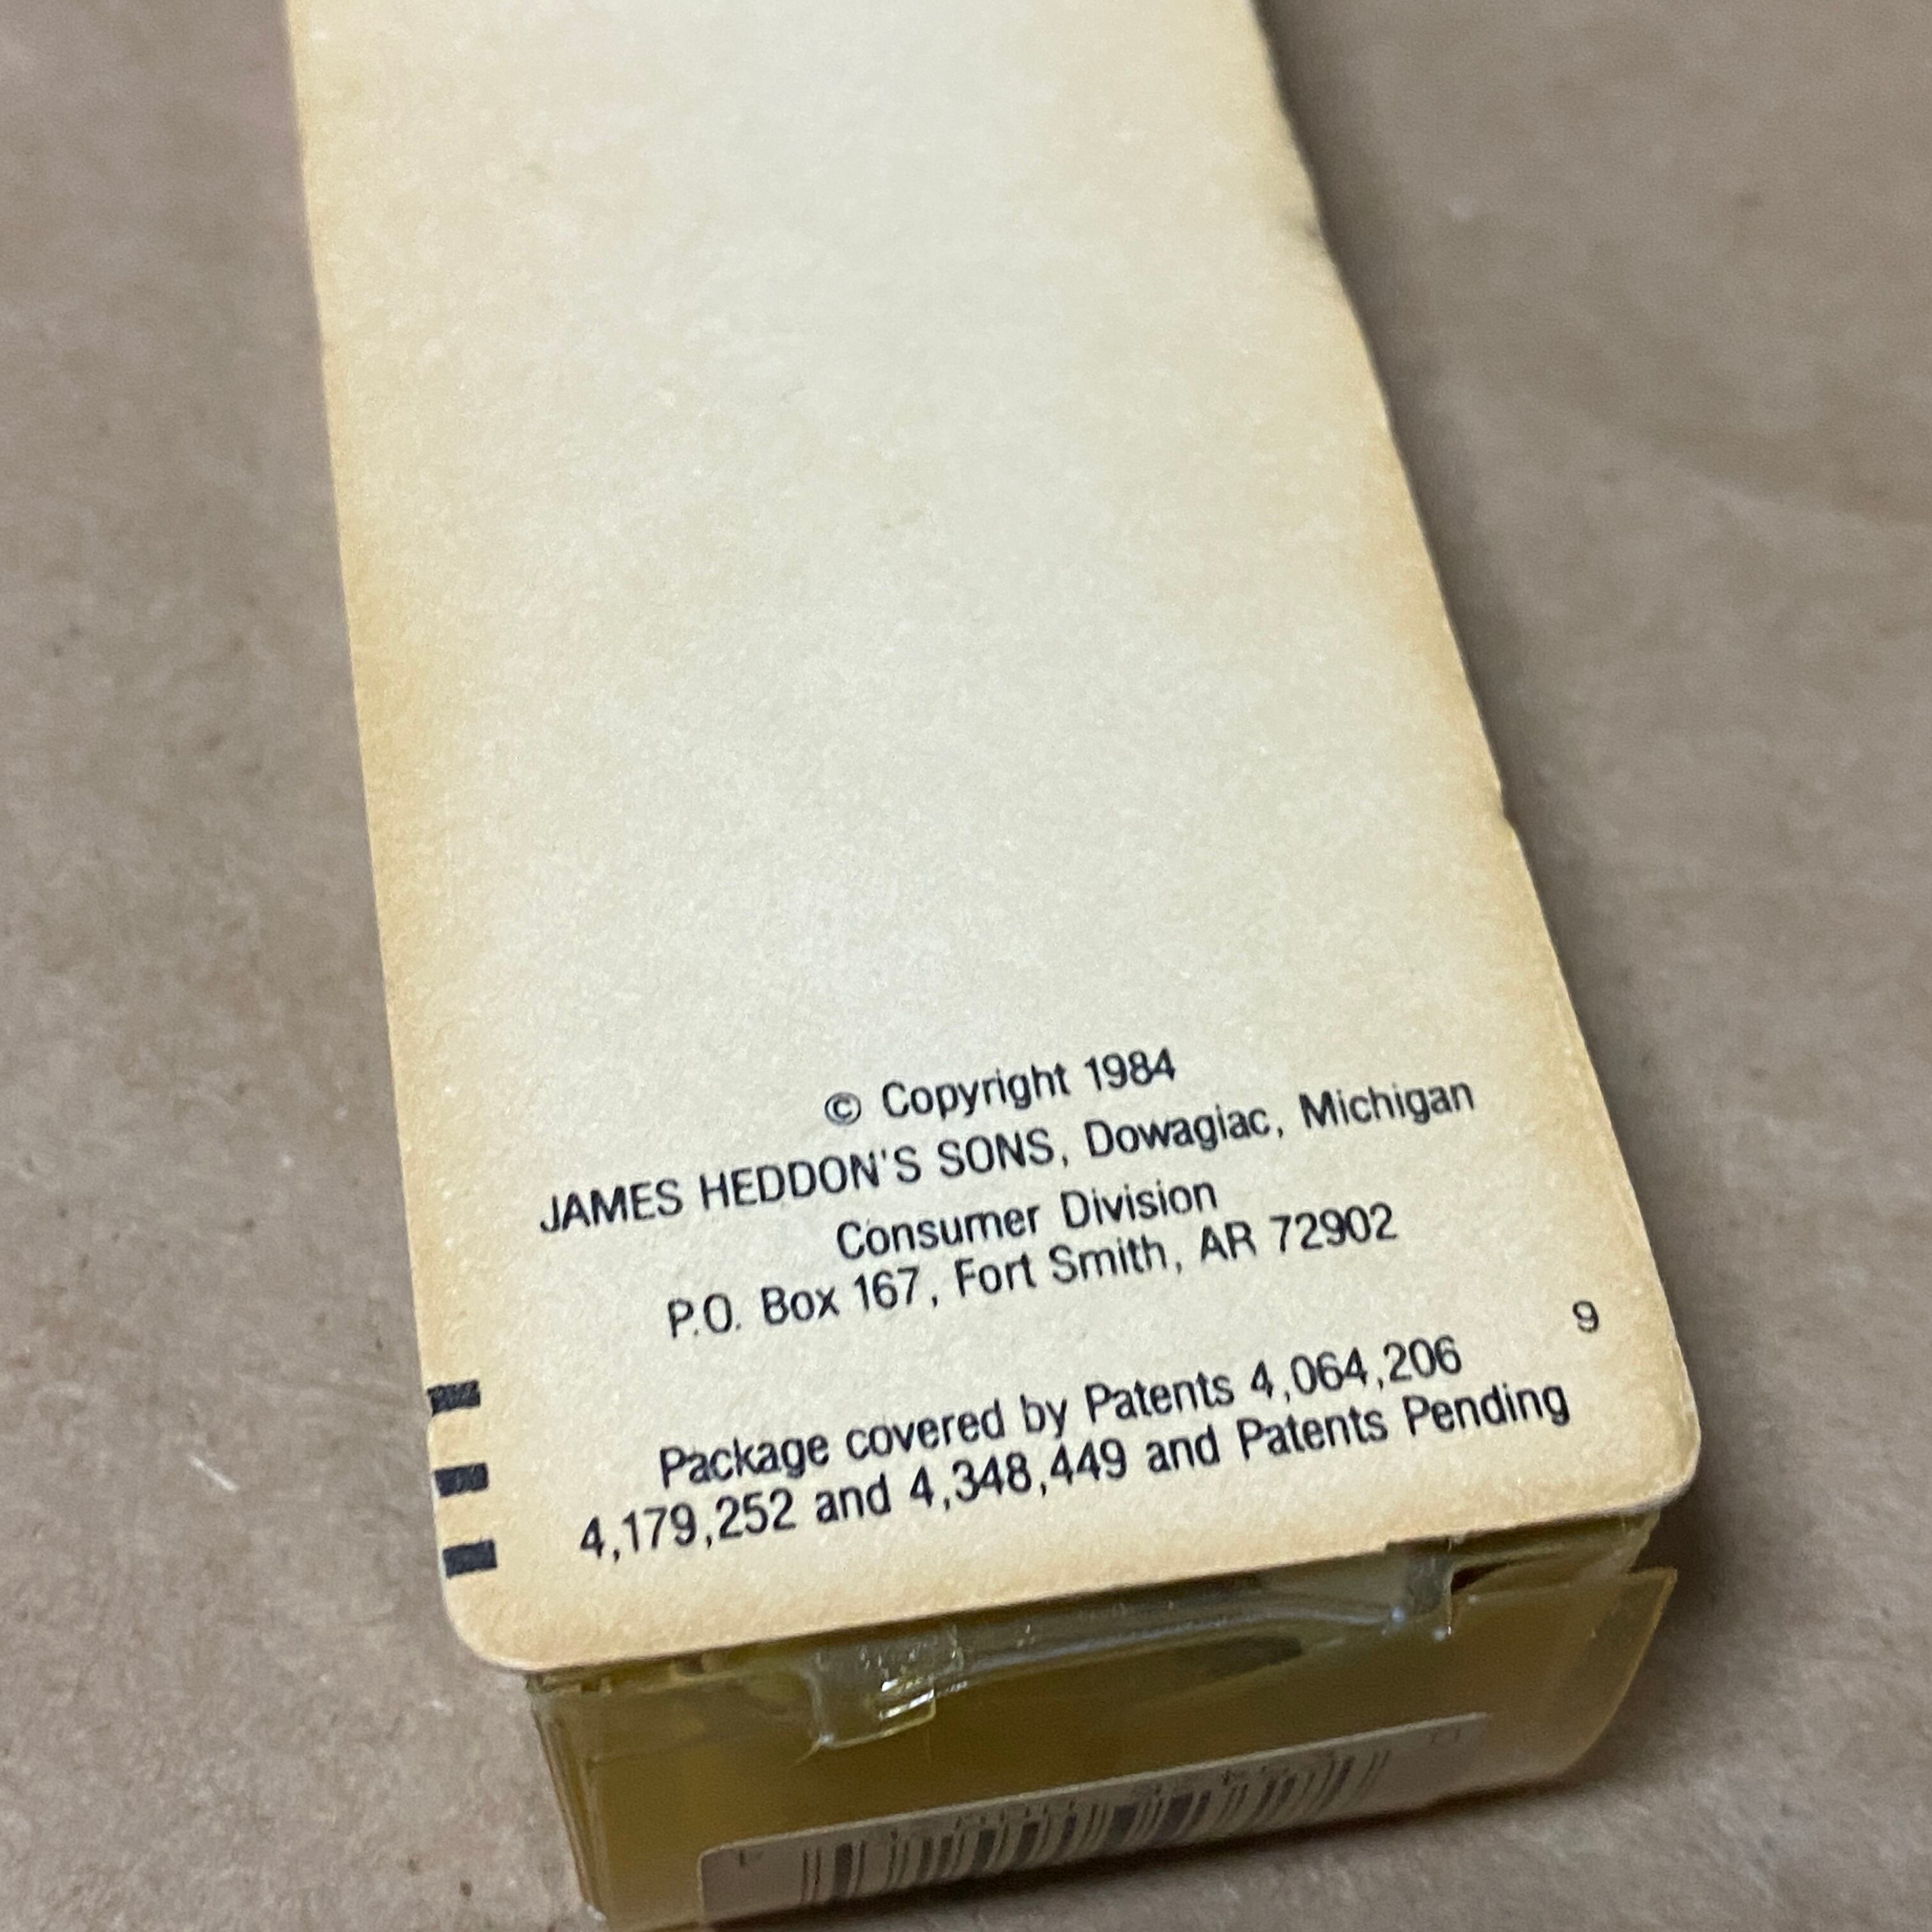 © Copyright 1984
JAMES HEDDON'S SONS, Dowagiac, Michigan
Consumer Division
P.O. Box 167, Fort Smith, AR 72902
9
Package covered by Patents 4,064,206
4,179,252 and 4,348,449 and Patents Pending